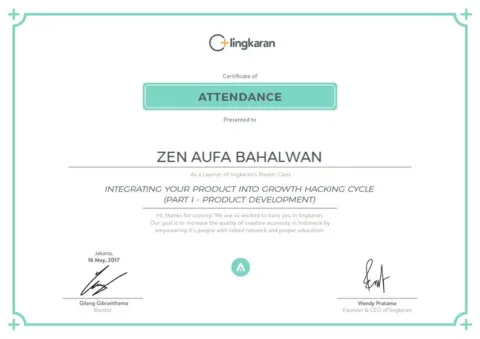 lingkaran
Certificate of
ATTENDANCE
Presented to
ZEN AUFA BAHALWAN
As a Learner of lingkaran's Master Class
INTEGRATING YOUR PRODUCT INTO GROWTH HACKING CYCLE
(PART I - PRODUCT DEVELOPMENT)
Hi, thanks for coming! We are so excited to have you in lingkaran.
Our goal is to increase the quality of creative economy in Indonesia by
empowering it's people with linked network and proper education.
Jakarta,
16 May, 2017
Gilang Gibranthama
Mentor
Wendy Pratama
Founder & CEO of lingkaran